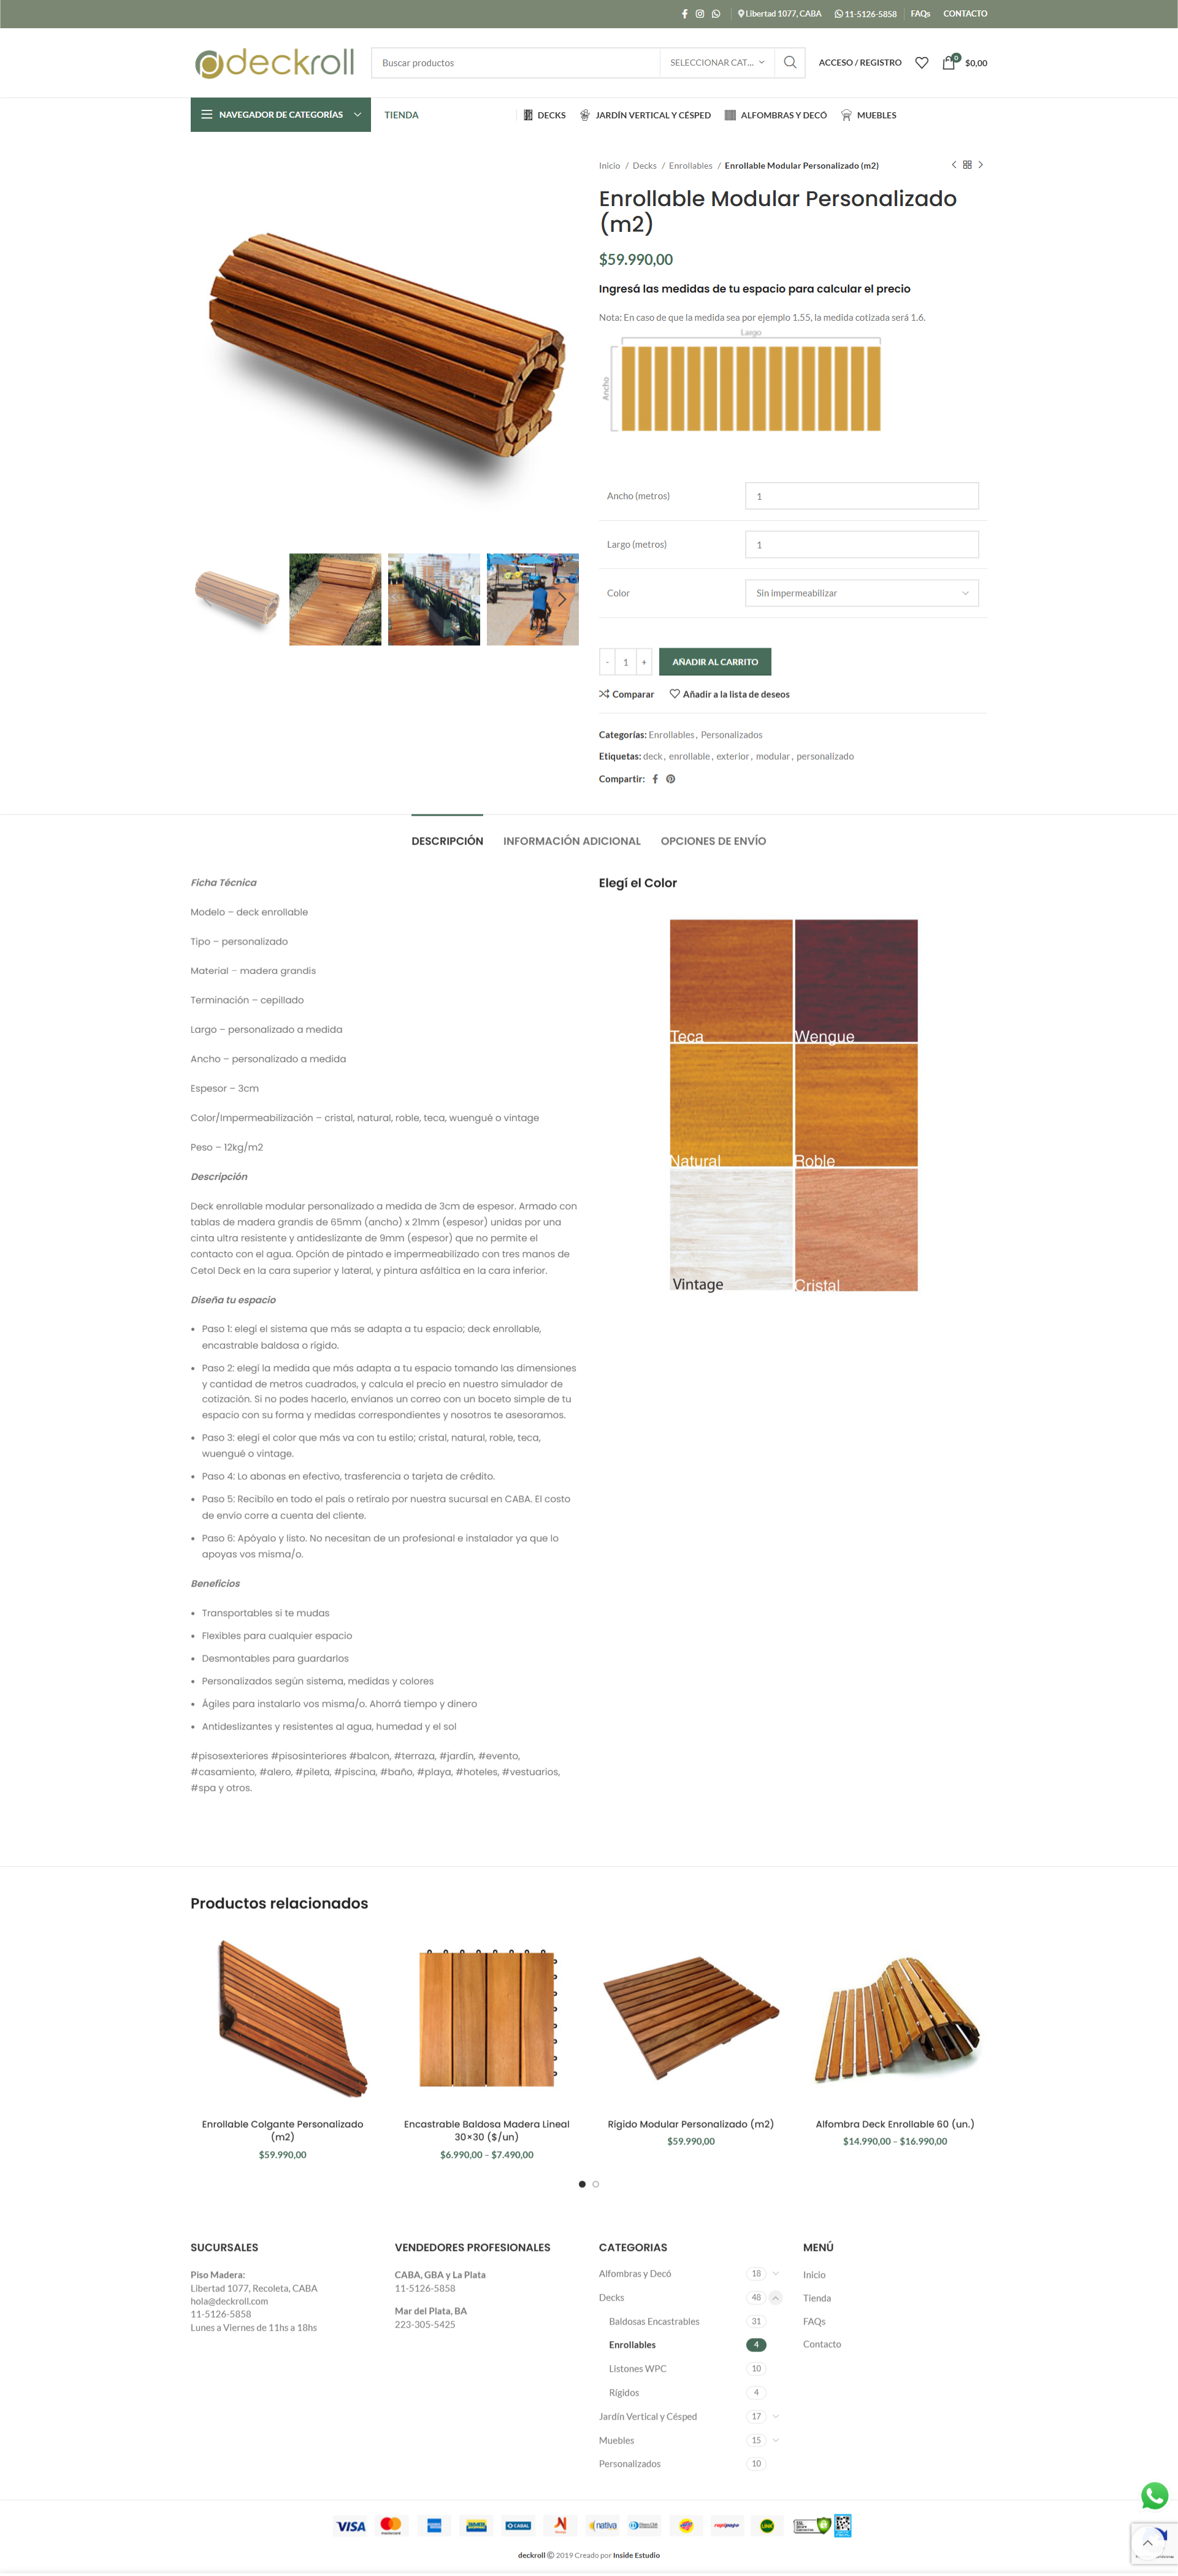 Libertad 1077, CABA 11-5126-5858 FAQs CONTACTO
deckroll
Buscar productos SELECCIONAR CAT... ACCESO / REGISTRO 0 $0,00
NAVEGADOR DE CATEGORÍAS TIENDA DECKS JARDÍN VERTICAL Y CÉSPED ALFOMBRAS Y DECÓ MUEBLES
Inicio / Decks / Enrollables / Enrollable Modular Personalizado (m2)
Enrollable Modular Personalizado
(m2)
$59.990,00
Ingresá las medidas de tu espacio para calcular el precio
Nota: En caso de que la medida sea por ejemplo 1.55, la medida cotizada será 1.6.
Largo
Ancho
Ancho (metros) 1
Largo (metros) 1
Color Sin impermeabilizar
- 1 + AÑADIR AL CARRITO
Comparar Añadir a la lista de deseos
Categorías: Enrollables, Personalizados
Etiquetas: deck, enrollable, exterior, modular, personalizado
Compartir:
DESCRIPCIÓN INFORMACIÓN ADICIONAL OPCIONES DE ENVÍO
Ficha Técnica
Modelo – deck enrollable
Tipo – personalizado
Material – madera grandis
Terminación – cepillado
Largo – personalizado a medida
Ancho – personalizado a medida
Espesor – 3cm
Color/Impermeabilización – cristal, natural, roble, teca, wuengué o vintage
Peso – 12kg/m2
Descripción
Deck enrollable modular personalizado a medida de 3cm de espesor. Armado con
tablas de madera grandis de 65mm (ancho) x 21mm (espesor) unidas por una
cinta ultra resistente y antideslizante de 9mm (espesor) que no permite el
contacto con el agua. Opción de pintado e impermeabilizado con tres manos de
Cetol Deck en la cara superior y lateral, y pintura asfáltica en la cara inferior.
Diseña tu espacio
• Paso 1: elegí el sistema que más se adapta a tu espacio; deck enrollable,
encastrable baldosa o rígido.
• Paso 2: elegí la medida que más adapta a tu espacio tomando las dimensiones
y cantidad de metros cuadrados, y calcula el precio en nuestro simulador de
cotización. Si no podes hacerlo, envíanos un correo con un boceto simple de tu
espacio con su forma y medidas correspondientes y nosotros te asesoramos.
• Paso 3: elegí el color que más va con tu estilo; cristal, natural, roble, teca,
wuengué o vintage.
• Paso 4: Lo abonas en efectivo, trasferencia o tarjeta de crédito.
• Paso 5: Recibílo en todo el país o retíralo por nuestra sucursal en CABA. El costo
de envío corre a cuenta del cliente.
• Paso 6: Apóyalo y listo. No necesitan de un profesional e instalador ya que lo
apoyas vos misma/o.
Beneficios
• Transportables si te mudas
• Flexibles para cualquier espacio
• Desmontables para guardarlos
• Personalizados según sistema, medidas y colores
• Ágiles para instalarlo vos misma/o. Ahorrá tiempo y dinero
• Antideslizantes y resistentes al agua, humedad y el sol
#pisosexteriores #pisosinteriores #balcon, #terraza, #jardín, #evento,
#casamiento, #alero, #pileta, #piscina, #baño, #playa, #hoteles, #vestuarios,
#spa y otros.
Elegí el Color
Teca Wengue
Natural Roble
Vintage Cristal
Productos relacionados
Enrollable Colgante Personalizado
(m2)
$59.990,00
Encastrable Baldosa Madera Lineal
30×30 ($/un)
$6.990,00 – $7.490,00
Rígido Modular Personalizado (m2)
$59.990,00
Alfombra Deck Enrollable 60 (un.)
$14.990,00 – $16.990,00
SUCURSALES
Piso Madera:
Libertad 1077, Recoleta, CABA
hola@deckroll.com
11-5126-5858
Lunes a Viernes de 11hs a 18hs
VENDEDORES PROFESIONALES
CABA, GBA y La Plata
11-5126-5858
Mar del Plata, BA
223-305-5425
CATEGORIAS
Alfombras y Decó 18
Decks 48
Baldosas Encastrables 31
Enrollables 4
Listones WPC 10
Rígidos 4
Jardín Vertical y Césped 17
Muebles 15
Personalizados 10
MENÚ
Inicio
Tienda
FAQs
Contacto
VISA CABAL nativa rapipago LINK
deckroll © 2019 Creado por Inside Estudio